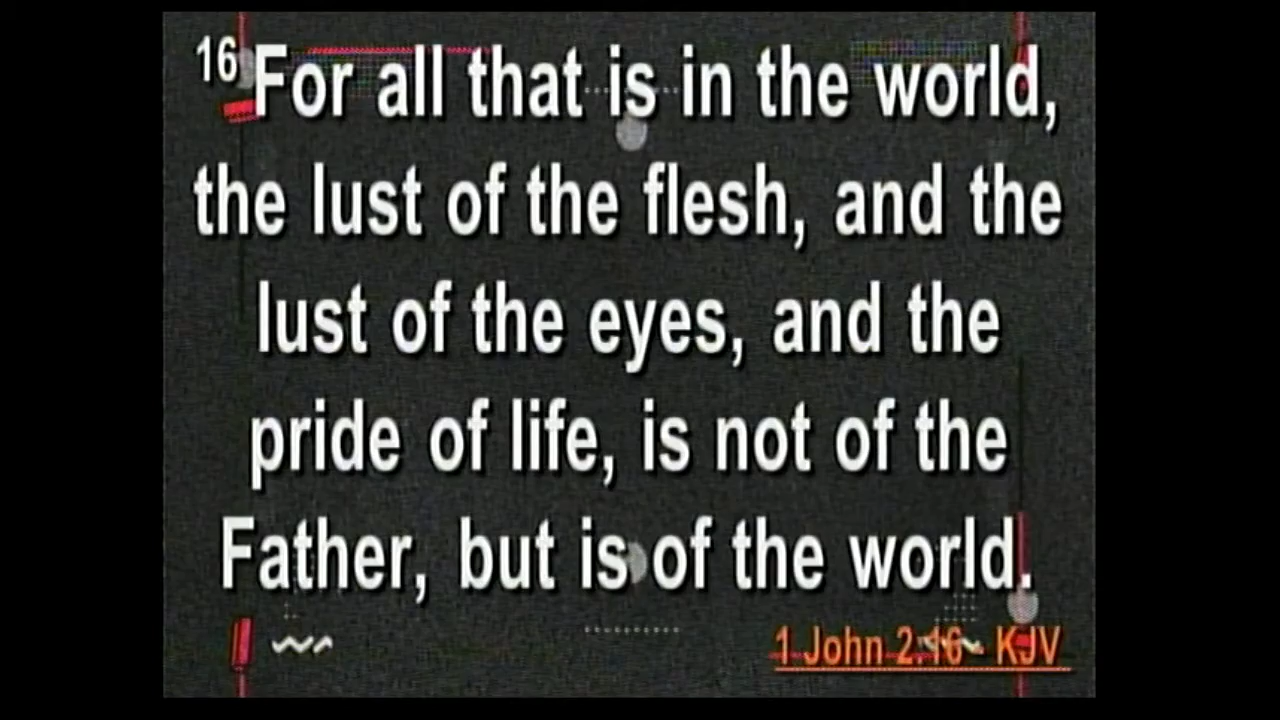 16 For all that is in the world,
the lust of the flesh, and the
lust of the eyes, and the
pride of life, is not of the
Father, but is of the world.
1 John 2:16 - KJV